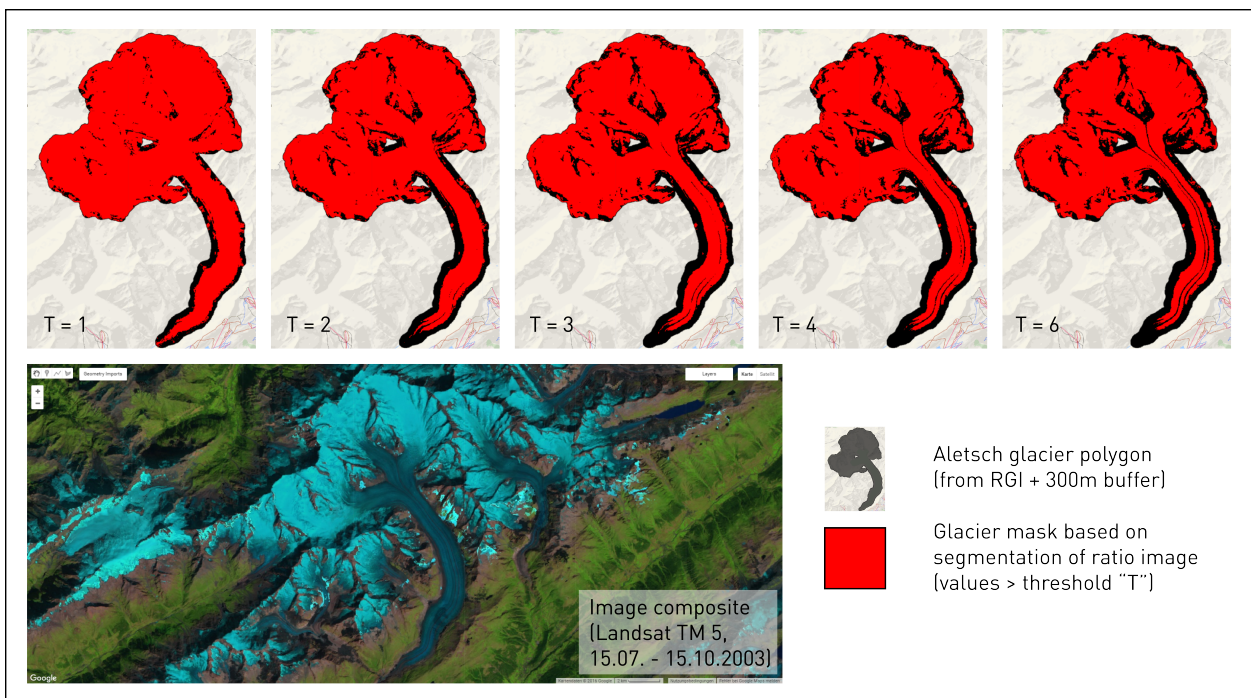 T = 1
T = 2
T = 3
T = 4
T = 6
Geometry Imports
Layers
Karte
Satellit
+
−
Image composite
(Landsat TM 5,
15.07. - 15.10.2003)
Google
Aletsch glacier polygon
(from RGI + 300m buffer)
Glacier mask based on
segmentation of ratio image
(values > threshold “T”)